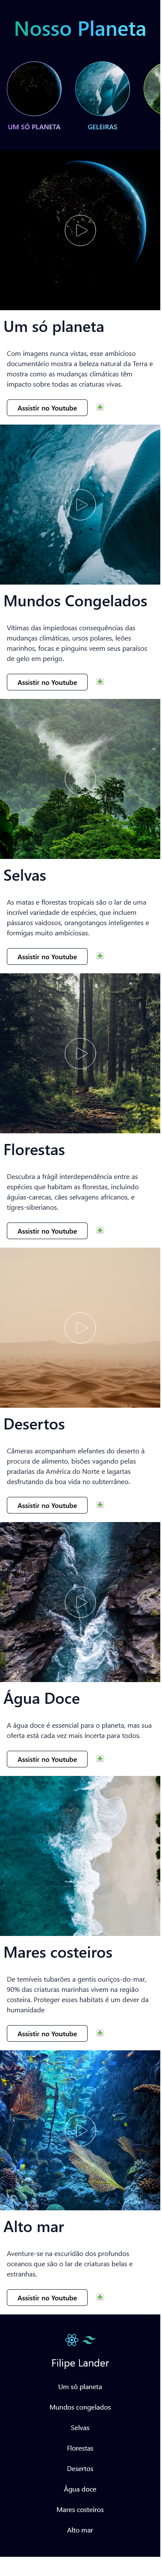 Nosso Planeta
UM SÓ PLANETA
GELEIRAS
Um só planeta
Com imagens nunca vistas, esse ambicioso
documentário mostra a beleza natural da Terra e
mostra como as mudanças climáticas têm
impacto sobre todas as criaturas vivas.
Assistir no Youtube
Mundos Congelados
Vítimas das impiedosas consequências das
mudanças climáticas, ursos polares, leões
marinhos, focas e pinguins veem seus paraísos
de gelo em perigo.
Assistir no Youtube
Selvas
As matas e florestas tropicais são o lar de uma
incrível variedade de espécies, que incluem
pássaros vaidosos, orangotangos inteligentes e
formigas muito ambiciosas.
Assistir no Youtube
Florestas
Descubra a frágil interdependência entre as
espécies que habitam as florestas, incluindo
águias-carecas, cães selvagens africanos, e
tigres-siberianos.
Assistir no Youtube
Desertos
Câmeras acompanham elefantes do deserto à
procura de alimento, bisões vagando pelas
pradarias da América do Norte e lagartas
desfrutando da boa vida no subterrâneo.
Assistir no Youtube
Água Doce
A água doce é essencial para o planeta, mas sua
oferta está cada vez mais incerta para todos.
Assistir no Youtube
Mares costeiros
De temíveis tubarões a gentis ouriços-do-mar,
90% das criaturas marinhas vivem na região
costeira. Proteger esses habitats é um dever da
humanidade
Assistir no Youtube
Alto mar
Aventure-se na escuridão dos profundos
oceanos que são o lar de criaturas belas e
estranhas.
Assistir no Youtube
Filipe Lander
Um só planeta
Mundos congelados
Selvas
Florestas
Desertos
Água doce
Mares costeiros
Alto mar